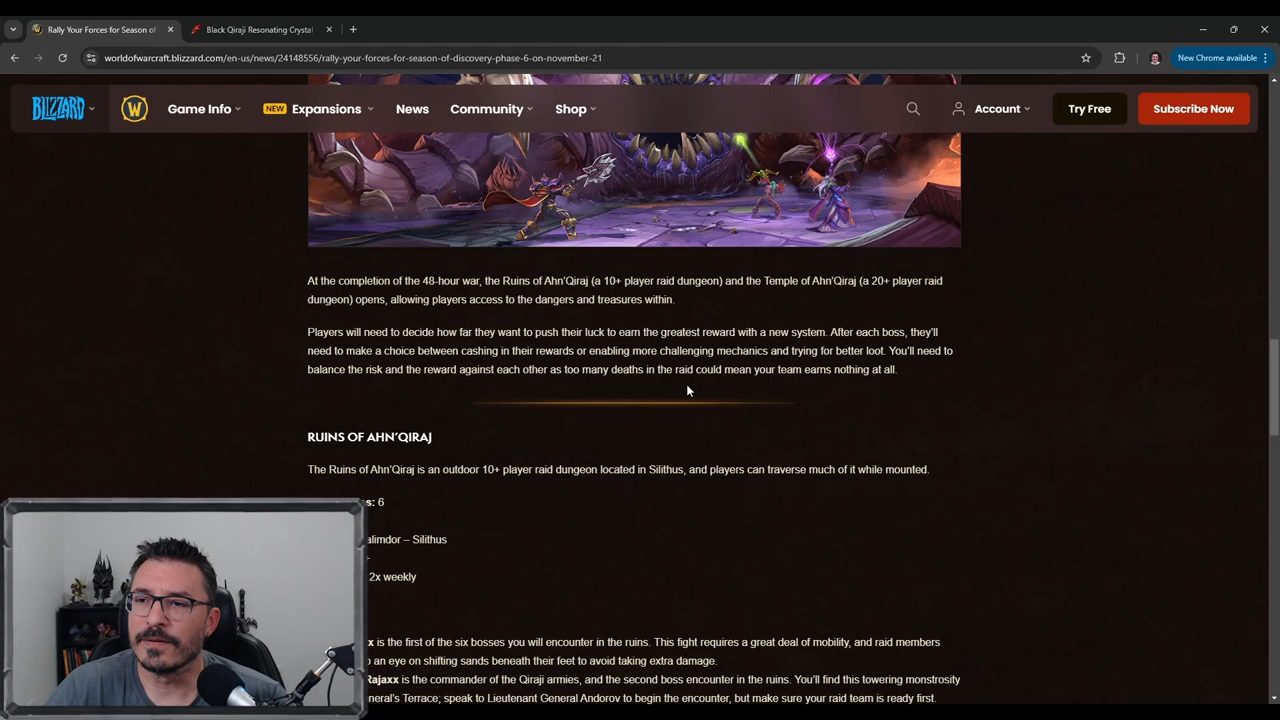 Rally Your Forces for Season of
Black Qiraji Resonating Crystal
worldofwarcraft.blizzard.com/en-us/news/24148556/rally-your-forces-for-season-of-discovery-phase-6-on-november-21
New Chrome available
BLIZZARD
W
Game Info
NEW
Expansions
News
Community
Shop
Account
Try Free
Subscribe Now
At the completion of the 48-hour war, the Ruins of Ahn'Qiraj (a 10+ player raid dungeon) and the Temple of Ahn'Qiraj (a 20+ player raid
dungeon) opens, allowing players access to the dangers and treasures within.
Players will need to decide how far they want to push their luck to earn the greatest reward with a new system. After each boss, they'll
need to make a choice between cashing in their rewards or enabling more challenging mechanics and trying for better loot. You'll need to
balance the risk and the reward against each other as too many deaths in the raid could mean your team earns nothing at all.
RUINS OF AHN'QIRAJ
The Ruins of Ahn'Qiraj is an outdoor 10+ player raid dungeon located in Silithus, and players can traverse much of it while mounted.
s: 6
alimdor – Silithus
2x weekly
x is the first of the six bosses you will encounter in the ruins. This fight requires a great deal of mobility, and raid members
an eye on shifting sands beneath their feet to avoid taking extra damage.
Rajaxx is the commander of the Qiraji armies, and the second boss encounter in the ruins. You'll find this towering monstrosity
neral's Terrace; speak to Lieutenant General Andorov to begin the encounter, but make sure your raid team is ready first.